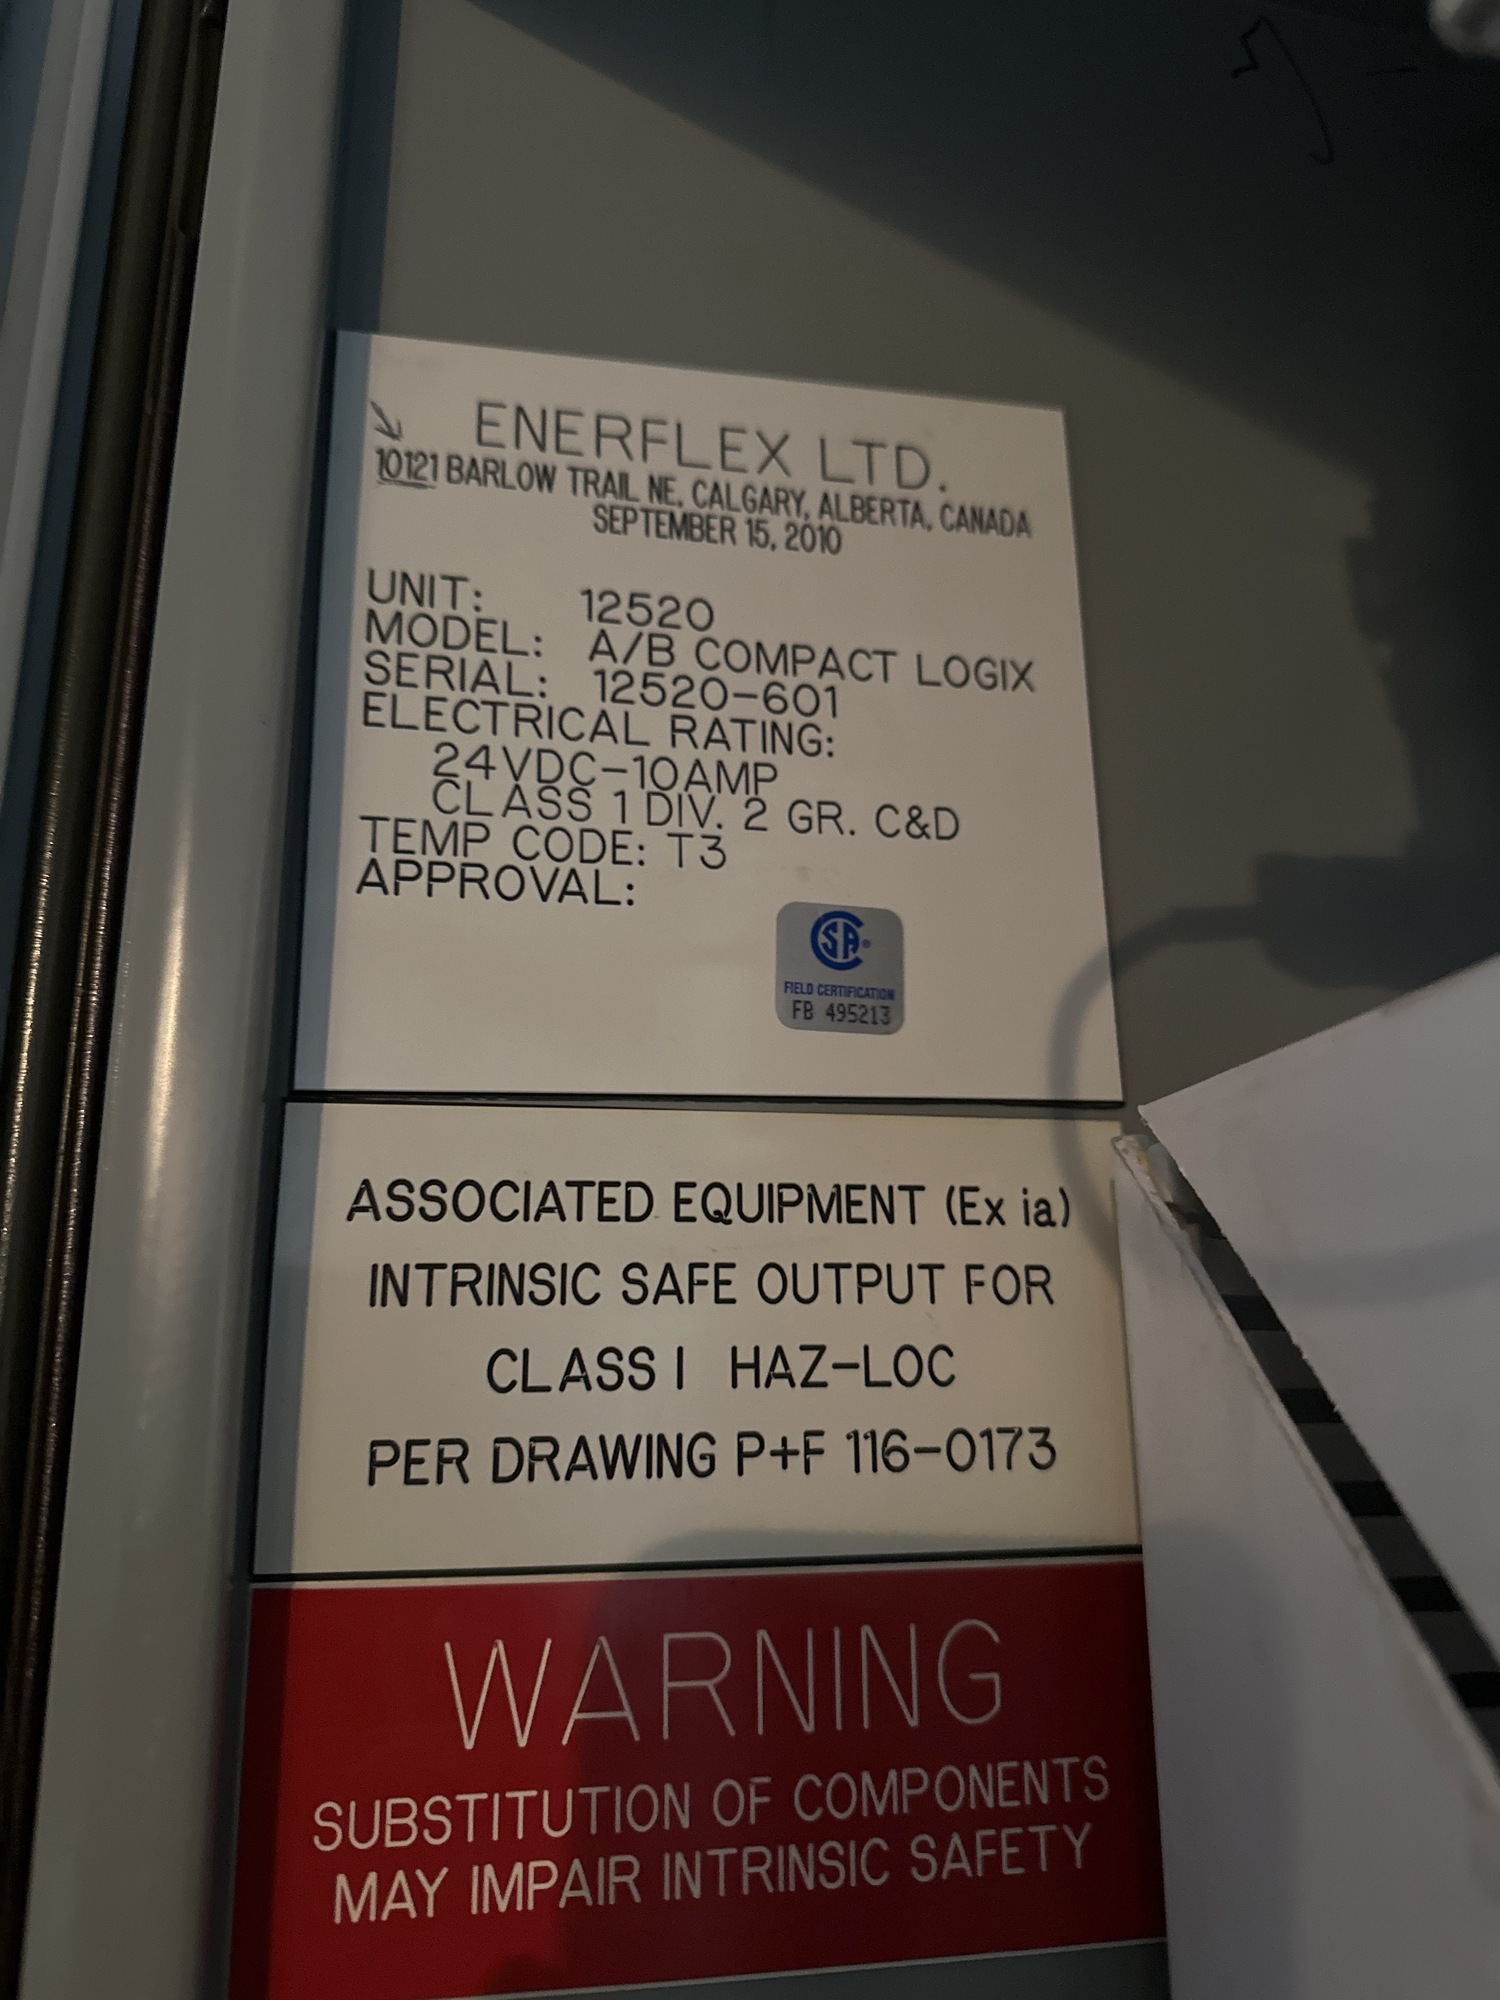 ENERFLEX LTD.
10121 BARLOW TRAIL NE, CALGARY, ALBERTA, CANADA
SEPTEMBER 15, 2010
UNIT: 12520
MODEL: A/B COMPACT LOGIX
SERIAL: 12520-601
ELECTRICAL RATING:
24VDC-10AMP
CLASS 1 DIV. 2 GR. C&D
TEMP CODE: T3
APPROVAL:
CSA®
FIELD CERTIFICATION
FB 495213
ASSOCIATED EQUIPMENT (Ex ia)
INTRINSIC SAFE OUTPUT FOR
CLASS I HAZ-LOC
PER DRAWING P+F 116-0173
WARNING
SUBSTITUTION OF COMPONENTS
MAY IMPAIR INTRINSIC SAFETY